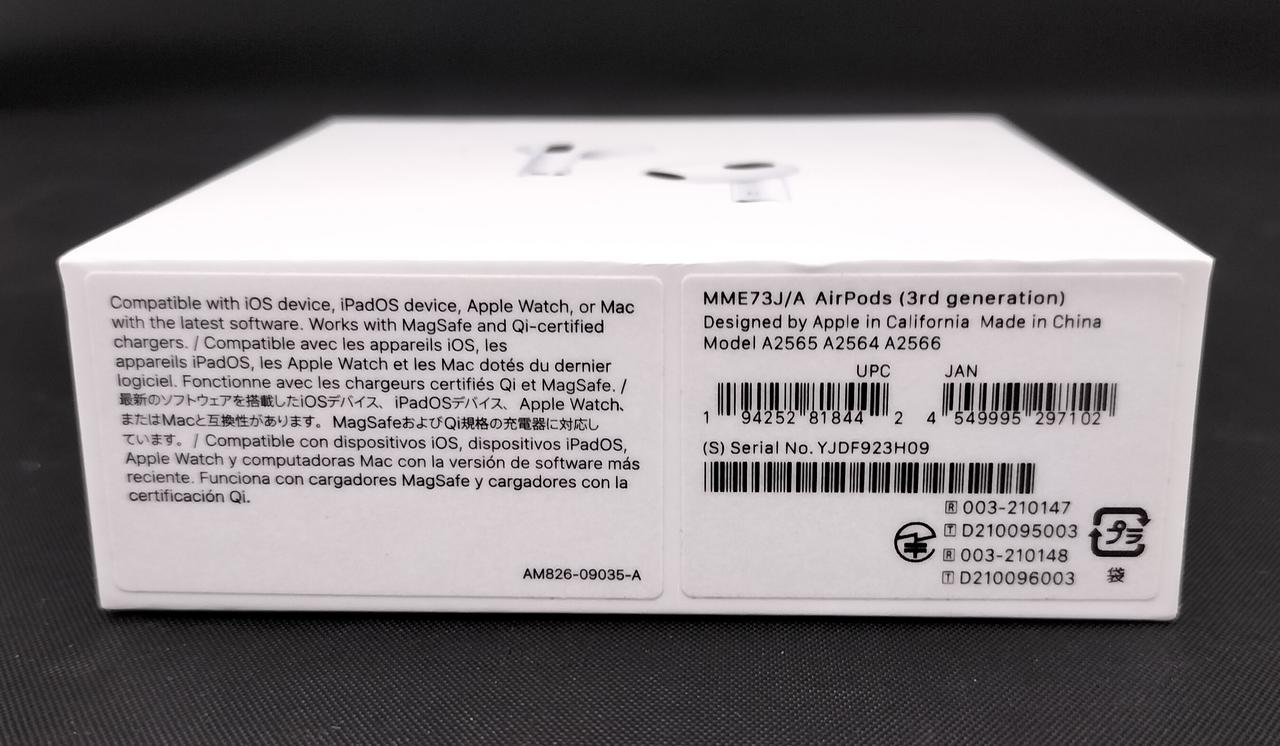 Compatible with iOS device, iPadOS device, Apple Watch, or Mac
with the latest software. Works with MagSafe and Qi-certified
chargers. / Compatible avec les appareils iOS, les
appareils iPadOS, les Apple Watch et les Mac dotés du dernier
logiciel. Fonctionne avec les chargeurs certifiés Qi et MagSafe. /
最新のソフトウェアを搭載したiOSデバイス、iPadOSデバイス、Apple Watch、
またはMacと互換性があります。MagSafeおよびQi規格の充電器に対応し
ています。/ Compatible con dispositivos iOS, dispositivos iPadOS,
Apple Watch y computadoras Mac con la versión de software más
reciente. Funciona con cargadores MagSafe y cargadores con la
certificación Qi.
AM826-09035-A
MME73J/A AirPods (3rd generation)
Designed by Apple in California Made in China
Model A2565 A2564 A2566
UPC JAN
1 94252 81844 2 4 549995 297102
(S) Serial No. YJDF923H09
R 003-210147
T D210095003
R 003-210148
T D210096003
プラ
袋